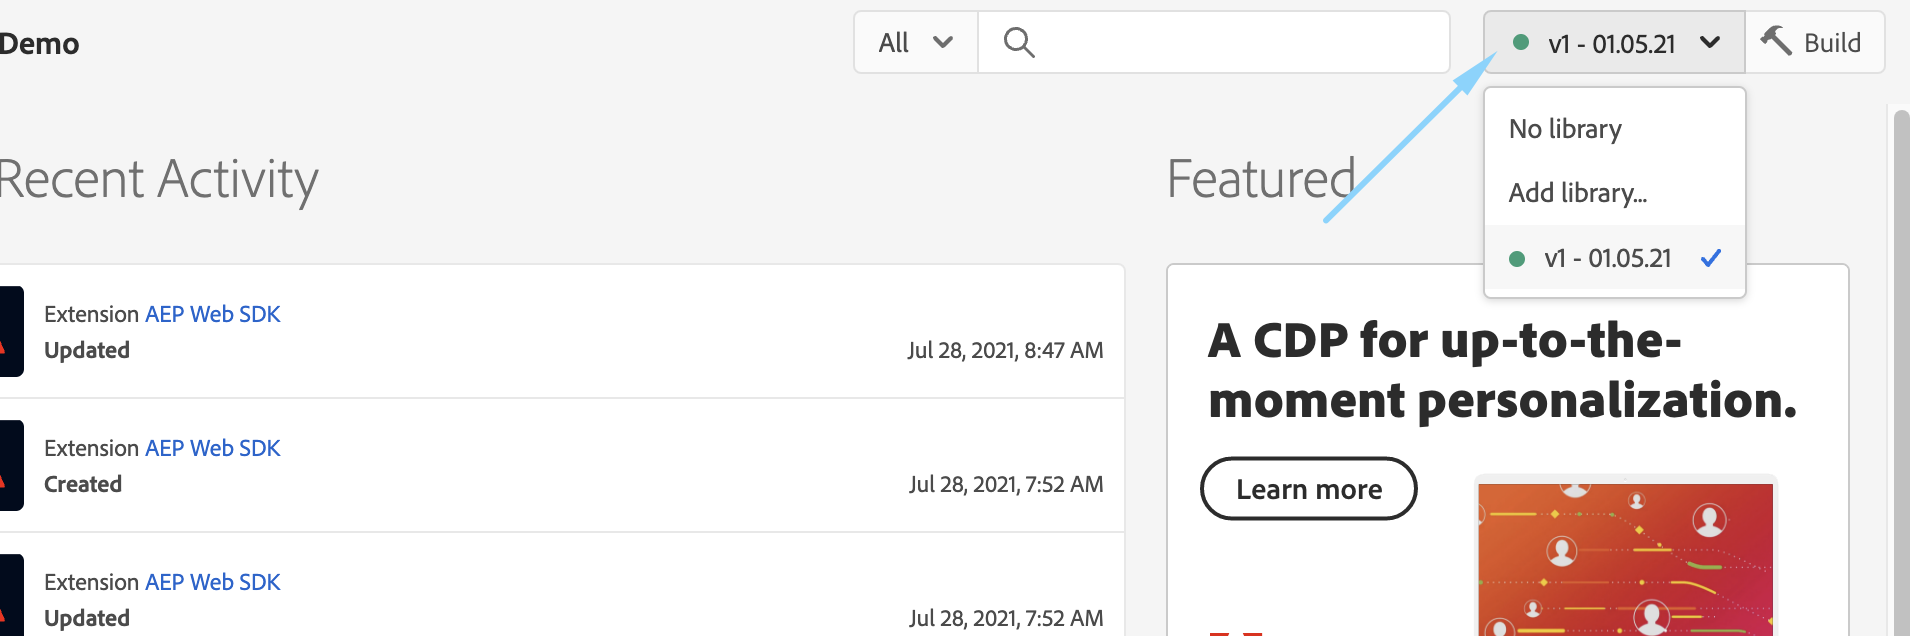 Demo
All
v1 - 01.05.21
Build
No library
Add library...
v1 - 01.05.21
Recent Activity
Featured
Extension AEP Web SDK
Updated
Jul 28, 2021, 8:47 AM
Extension AEP Web SDK
Created
Jul 28, 2021, 7:52 AM
Extension AEP Web SDK
Updated
Jul 28, 2021, 7:52 AM
A CDP for up-to-the-
moment personalization.
Learn more